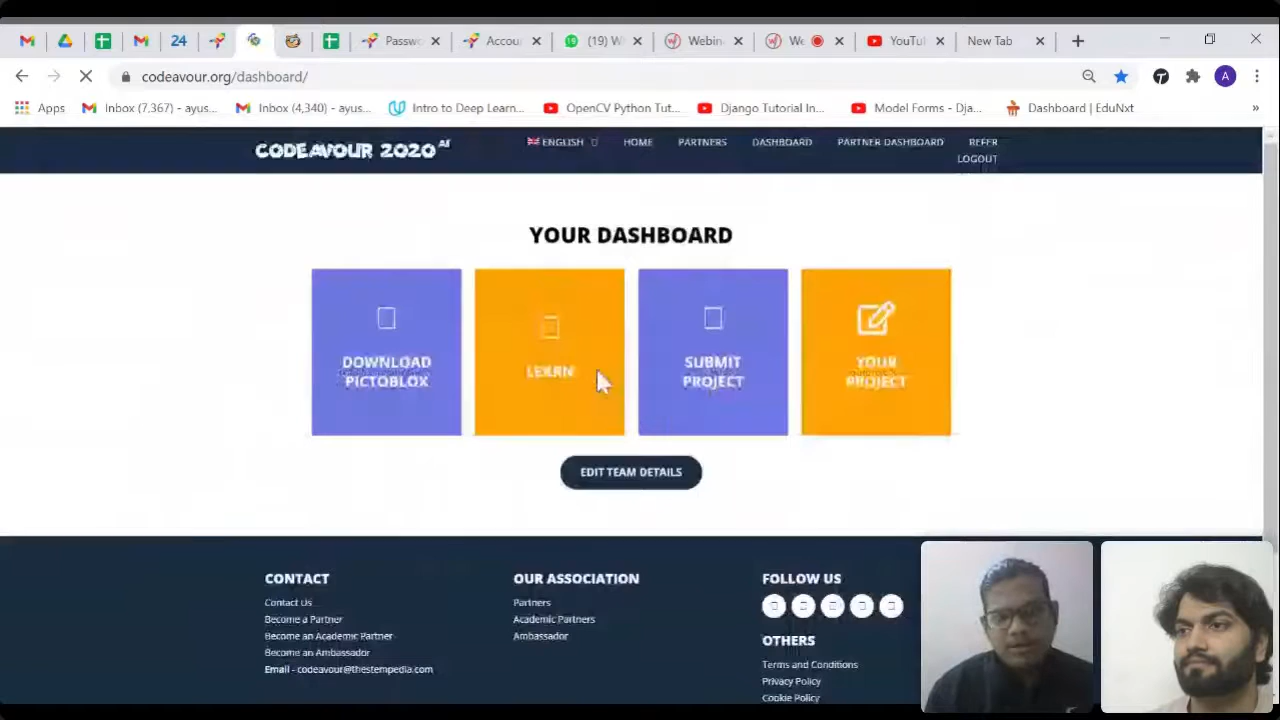 24
Passwo
Accou
(19) W
Webin
We
YouTu
New Tab
codeavour.org/dashboard/
A
Apps
Inbox (7,367) - ayus...
Inbox (4,340) - ayus...
Intro to Deep Learn...
OpenCV Python Tut...
Django Tutorial In...
Model Forms - Dja...
Dashboard | EduNxt
»
CODEAVOUR 2020 AI
ENGLISH
HOME
PARTNERS
DASHBOARD
PARTNER DASHBOARD
REFER
LOGOUT
YOUR DASHBOARD
DOWNLOAD
PICTOBLOX
LEARN
SUBMIT
PROJECT
YOUR
PROJECT
EDIT TEAM DETAILS
CONTACT
Contact Us
Become a Partner
Become an Academic Partner
Become an Ambassador
Email - codeavour@thestempedia.com
OUR ASSOCIATION
Partners
Academic Partners
Ambassador
FOLLOW US
OTHERS
Terms and Conditions
Privacy Policy
Cookie Policy